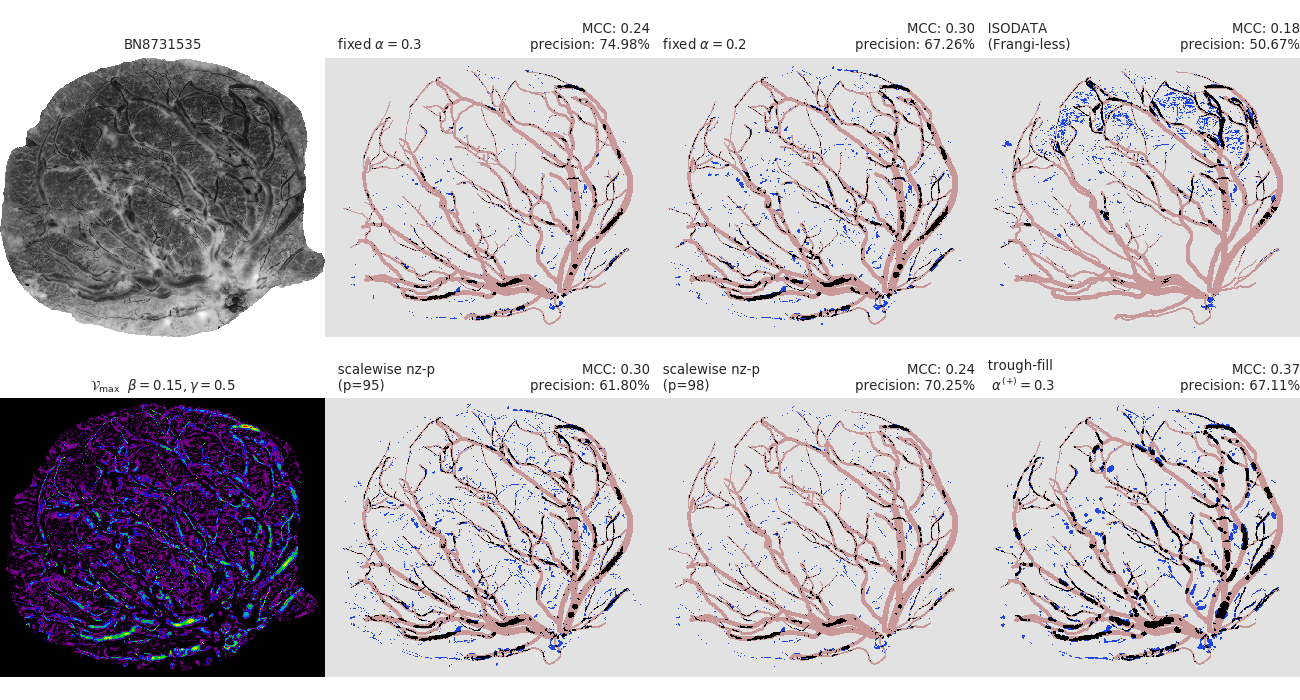 BN8731535
fixed α = 0.3
MCC: 0.24
precision: 74.98%
fixed α = 0.2
MCC: 0.30
precision: 67.26%
ISODATA
(Frangi-less)
MCC: 0.18
precision: 50.67%
𝒱max β = 0.15, γ = 0.5
scalewise nz-p
(p=95)
MCC: 0.30
precision: 61.80%
scalewise nz-p
(p=98)
MCC: 0.24
precision: 70.25%
trough-fill
α(+) = 0.3
MCC: 0.37
precision: 67.11%